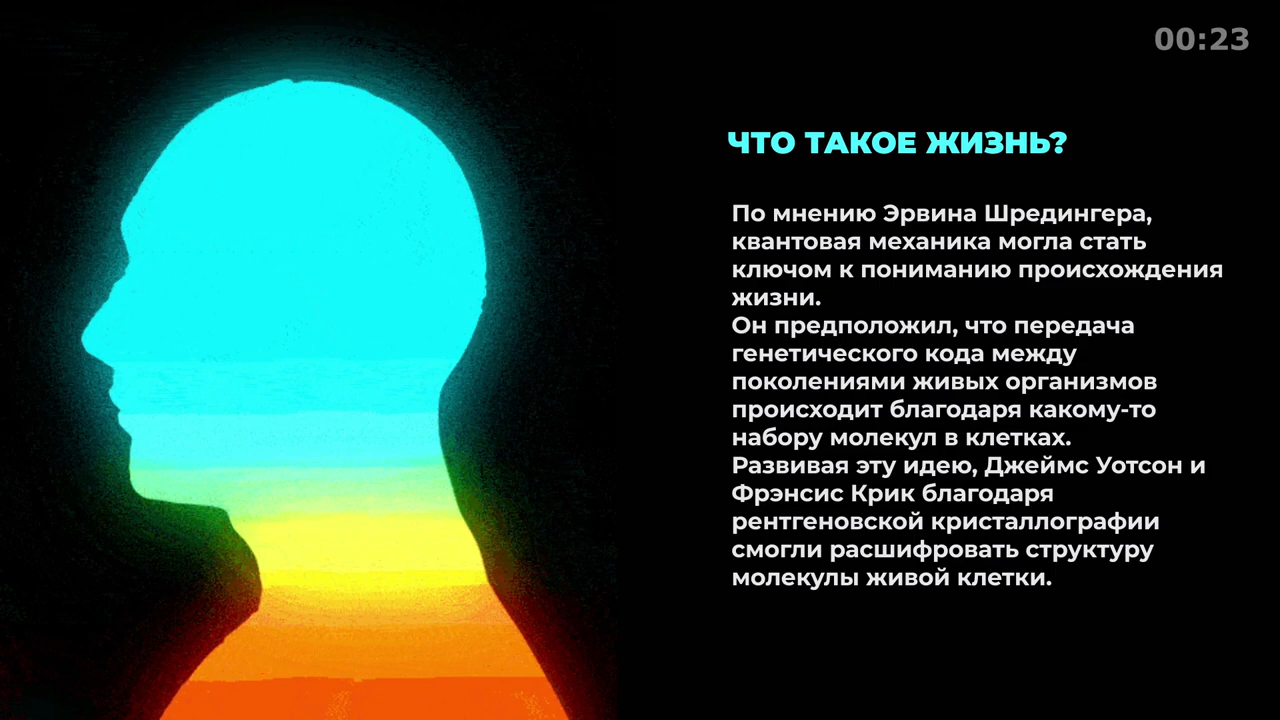 00:23
ЧТО ТАКОЕ ЖИЗНЬ?
По мнению Эрвина Шредингера,
квантовая механика могла стать
ключом к пониманию происхождения
жизни.
Он предположил, что передача
генетического кода между
поколениями живых организмов
происходит благодаря какому-то
набору молекул в клетках.
Развивая эту идею, Джеймс Уотсон и
Фрэнсис Крик благодаря
рентгеновской кристаллографии
смогли расшифровать структуру
молекулы живой клетки.